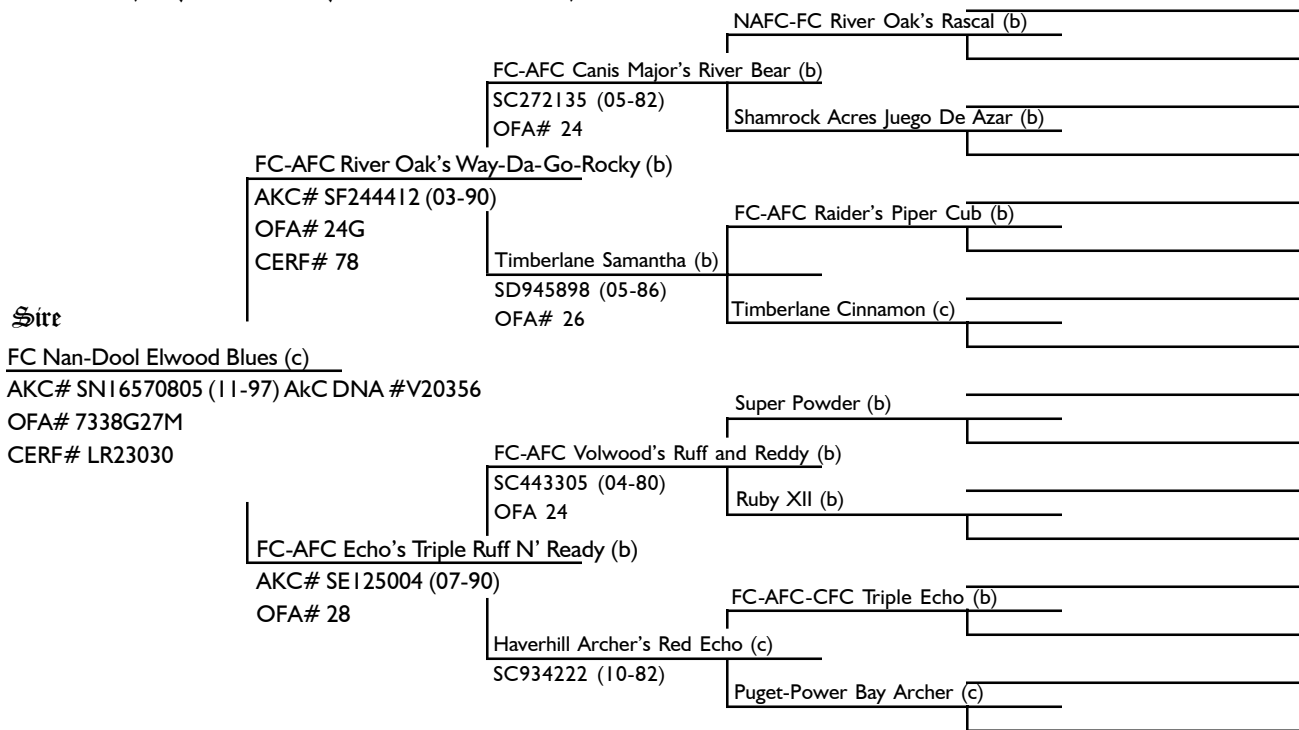 NAFC-FC River Oak's Rascal (b)
FC-AFC Canis Major's River Bear (b)
SC272135 (05-82)
OFA# 24
Shamrock Acres Juego De Azar (b)
FC-AFC River Oak's Way-Da-Go-Rocky (b)
AKC# SF244412 (03-90)
OFA# 24G
CERF# 78
FC-AFC Raider's Piper Cub (b)
Timberlane Samantha (b)
SD945898 (05-86)
OFA# 26
Timberlane Cinnamon (c)
Sire
FC Nan-Dool Elwood Blues (c)
AKC# SN16570805 (11-97) AkC DNA #V20356
OFA# 7338G27M
CERF# LR23030
Super Powder (b)
FC-AFC Volwood's Ruff and Reddy (b)
SC443305 (04-80)
OFA 24
Ruby XII (b)
FC-AFC Echo's Triple Ruff N' Ready (b)
AKC# SE125004 (07-90)
OFA# 28
FC-AFC-CFC Triple Echo (b)
Haverhill Archer's Red Echo (c)
SC934222 (10-82)
Puget-Power Bay Archer (c)